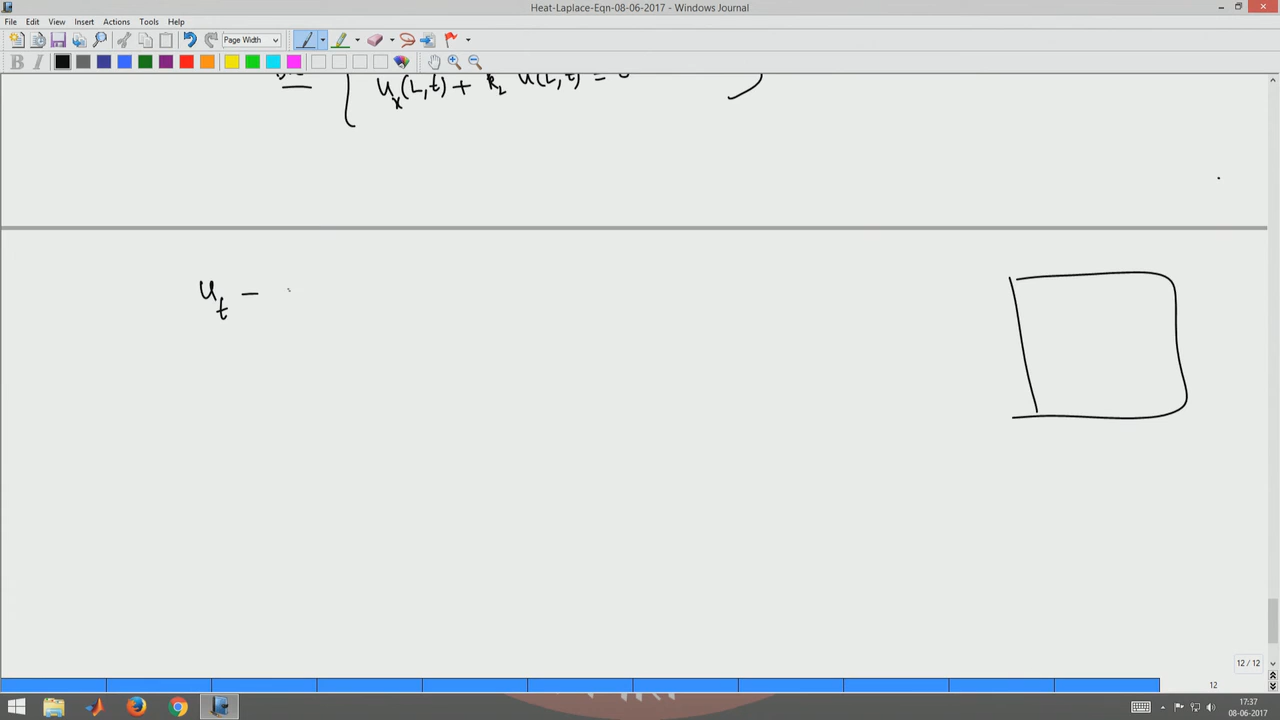 Heat-Laplace-Eqn-08-06-2017 - Windows Journal
File Edit View Insert Actions Tools Help
Page Width
B I
u_x(L,t) + k_2 u(L,t) =
u_t -
12 / 12
12
17:37
08-06-2017